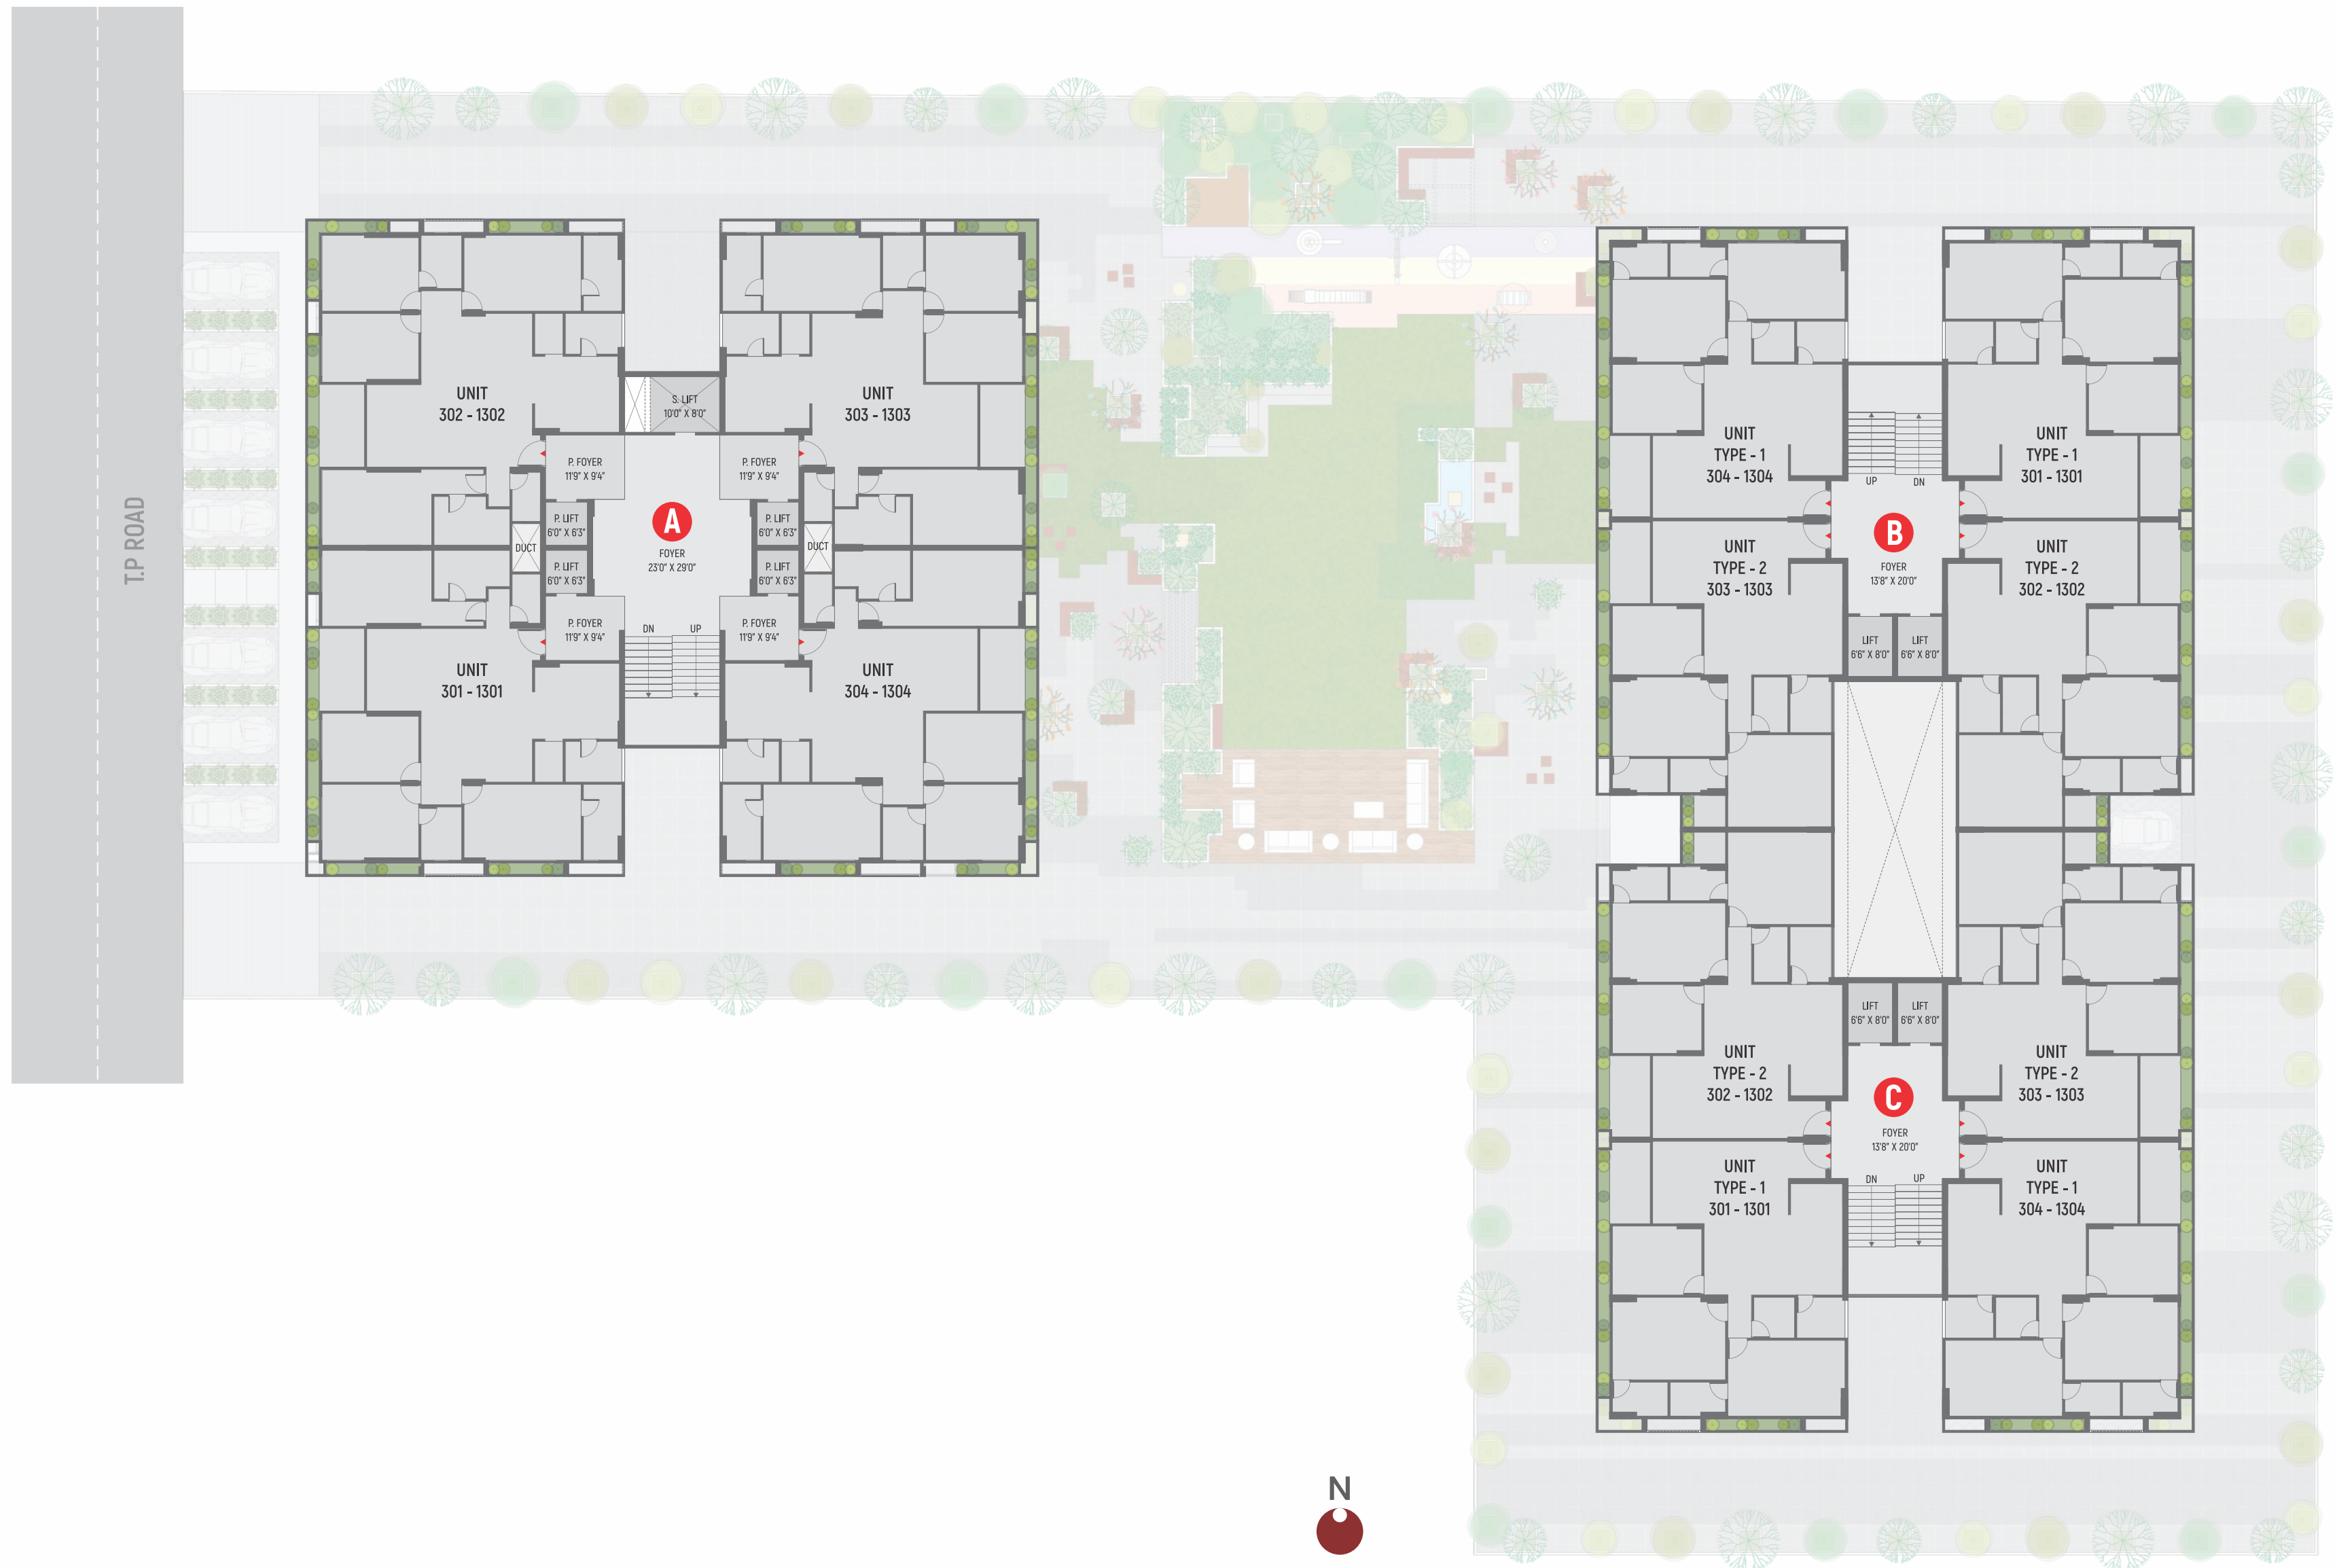 T.P ROAD
UNIT
302 - 1302
UNIT
303 - 1303
S. LIFT
10'0" X 8'0"
P. FOYER
11'9" X 9'4"
P. FOYER
11'9" X 9'4"
P. LIFT
6'0" X 6'3"
P. LIFT
6'0" X 6'3"
A
FOYER
23'0" X 29'0"
DUCT
DUCT
P. LIFT
6'0" X 6'3"
P. LIFT
6'0" X 6'3"
P. FOYER
11'9" X 9'4"
P. FOYER
11'9" X 9'4"
DN
UP
UNIT
301 - 1301
UNIT
304 - 1304
UNIT
TYPE - 1
304 - 1304
UNIT
TYPE - 1
301 - 1301
UP
DN
B
FOYER
13'8" X 20'0"
UNIT
TYPE - 2
303 - 1303
UNIT
TYPE - 2
302 - 1302
LIFT
6'6" X 8'0"
LIFT
6'6" X 8'0"
LIFT
6'6" X 8'0"
LIFT
6'6" X 8'0"
UNIT
TYPE - 2
302 - 1302
UNIT
TYPE - 2
303 - 1303
C
FOYER
13'8" X 20'0"
DN
UP
UNIT
TYPE - 1
301 - 1301
UNIT
TYPE - 1
304 - 1304
N